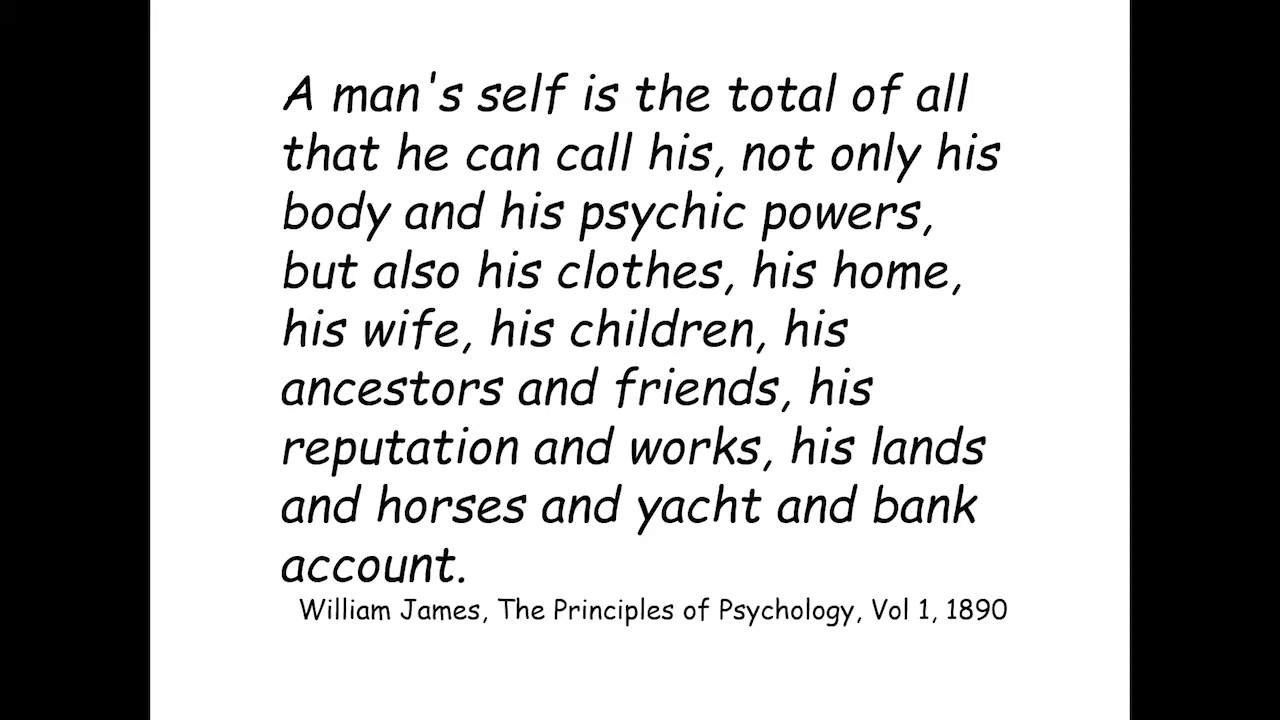 A man's self is the total of all
that he can call his, not only his
body and his psychic powers,
but also his clothes, his home,
his wife, his children, his
ancestors and friends, his
reputation and works, his lands
and horses and yacht and bank
account.
William James, The Principles of Psychology, Vol 1, 1890